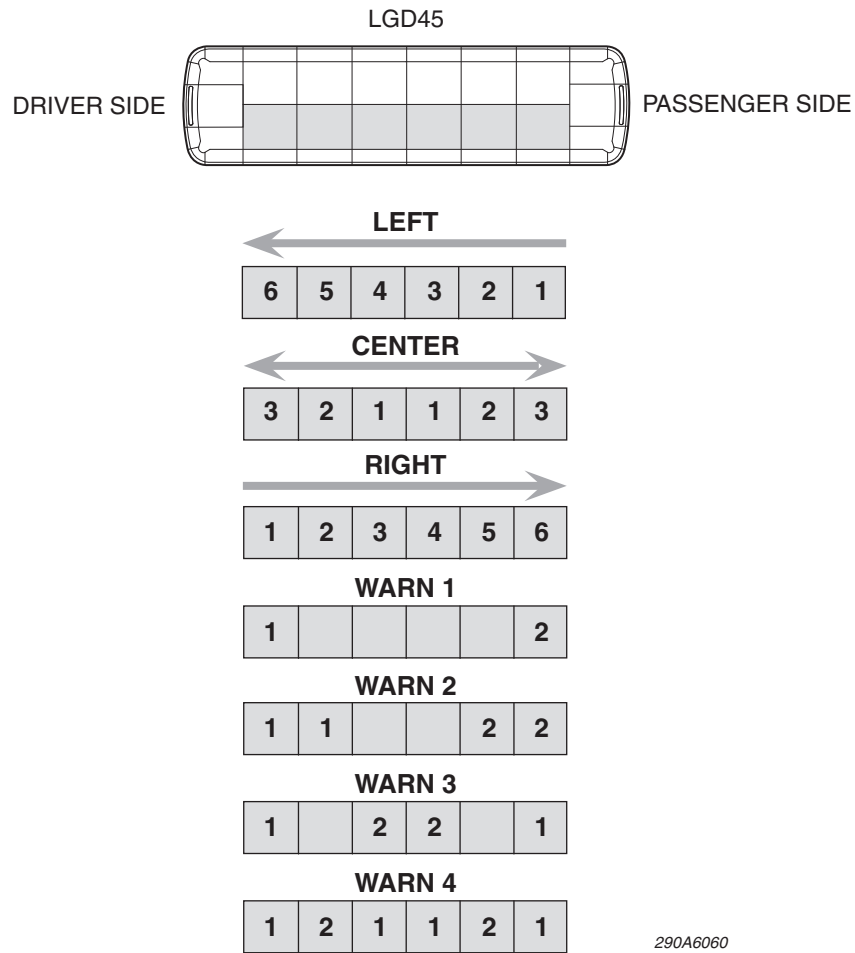 LGD45
DRIVER SIDE PASSENGER SIDE
LEFT
6 5 4 3 2 1
CENTER
3 2 1 1 2 3
RIGHT
1 2 3 4 5 6
WARN 1
1 2
WARN 2
1 1 2 2
WARN 3
1 2 2 1
WARN 4
1 2 1 1 2 1
290A6060